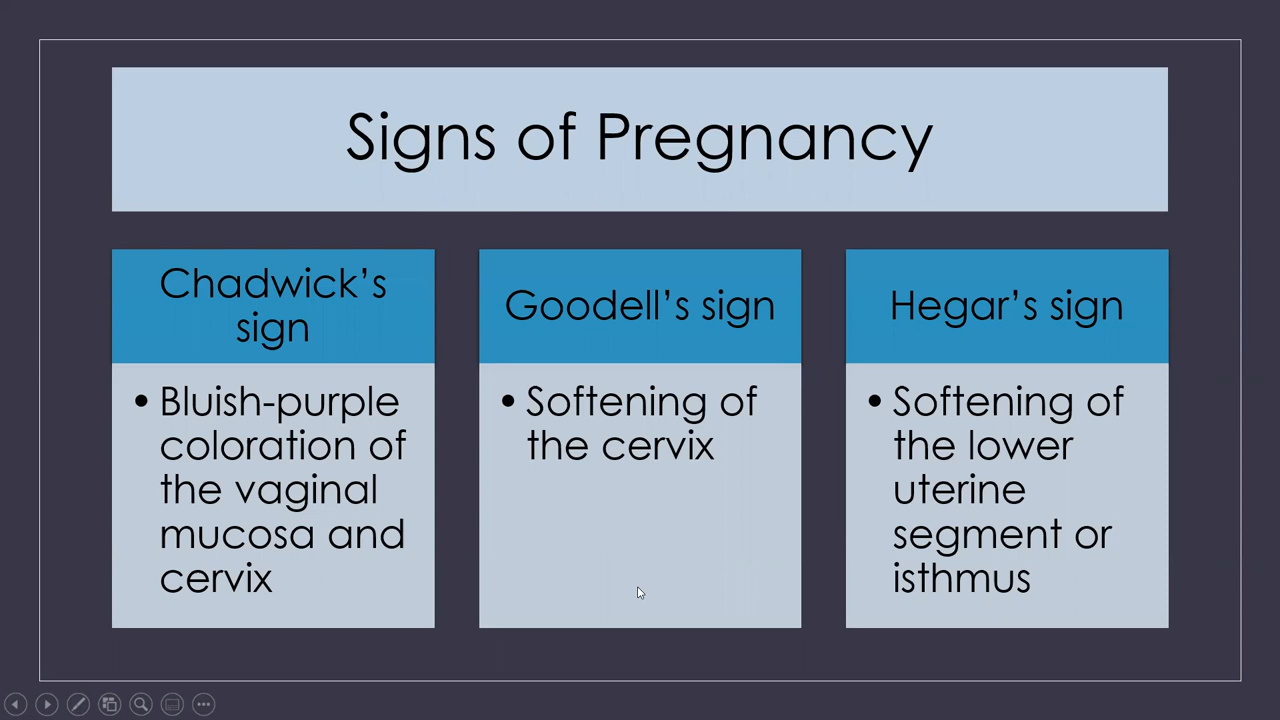 Signs of Pregnancy
Chadwick’s
sign
• Bluish-purple
coloration of
the vaginal
mucosa and
cervix
Goodell’s sign
• Softening of
the cervix
Hegar’s sign
• Softening of
the lower
uterine
segment or
isthmus